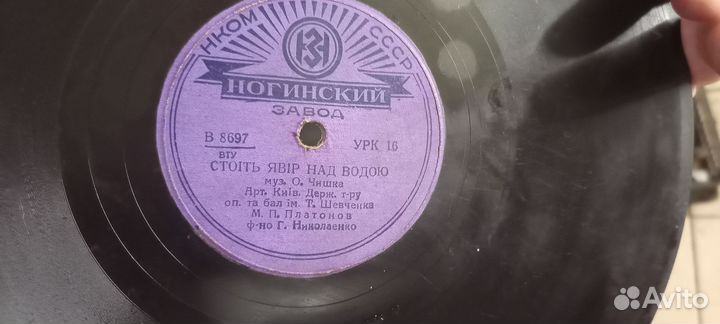 НКОМ СССР
НЗ
НОГИНСКИЙ
ЗАВОД
В 8697 УРК 16
ВТУ
СТОІТЬ ЯВІР НАД ВОДОЮ
муз. О. Чишка
Арт. Київ. Держ. т-ру
оп. та бал ім. Т. Шевченка
М. П. Платонов
ф-но Г. Николаенко
Avito